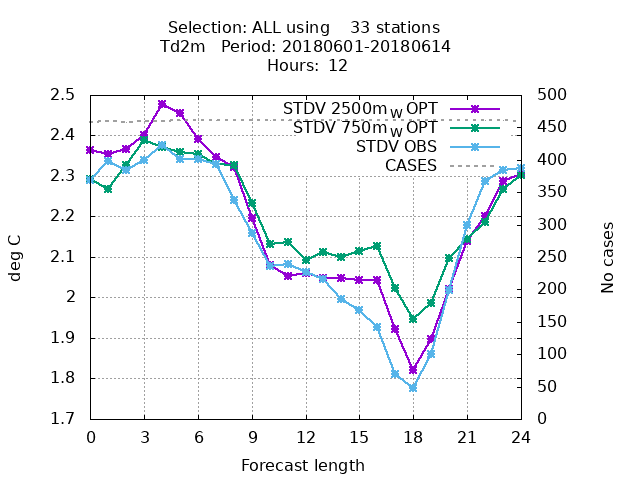 Selection: ALL using    33 stations
Td2m   Period: 20180601-20180614
Hours:  12
STDV 2500m W OPT
STDV 750m W OPT
STDV OBS
CASES
2.5
2.4
2.3
2.2
2.1
2
1.9
1.8
1.7
500
450
400
350
300
250
200
150
100
50
0
deg C
No cases
0 3 6 9 12 15 18 21 24
Forecast length